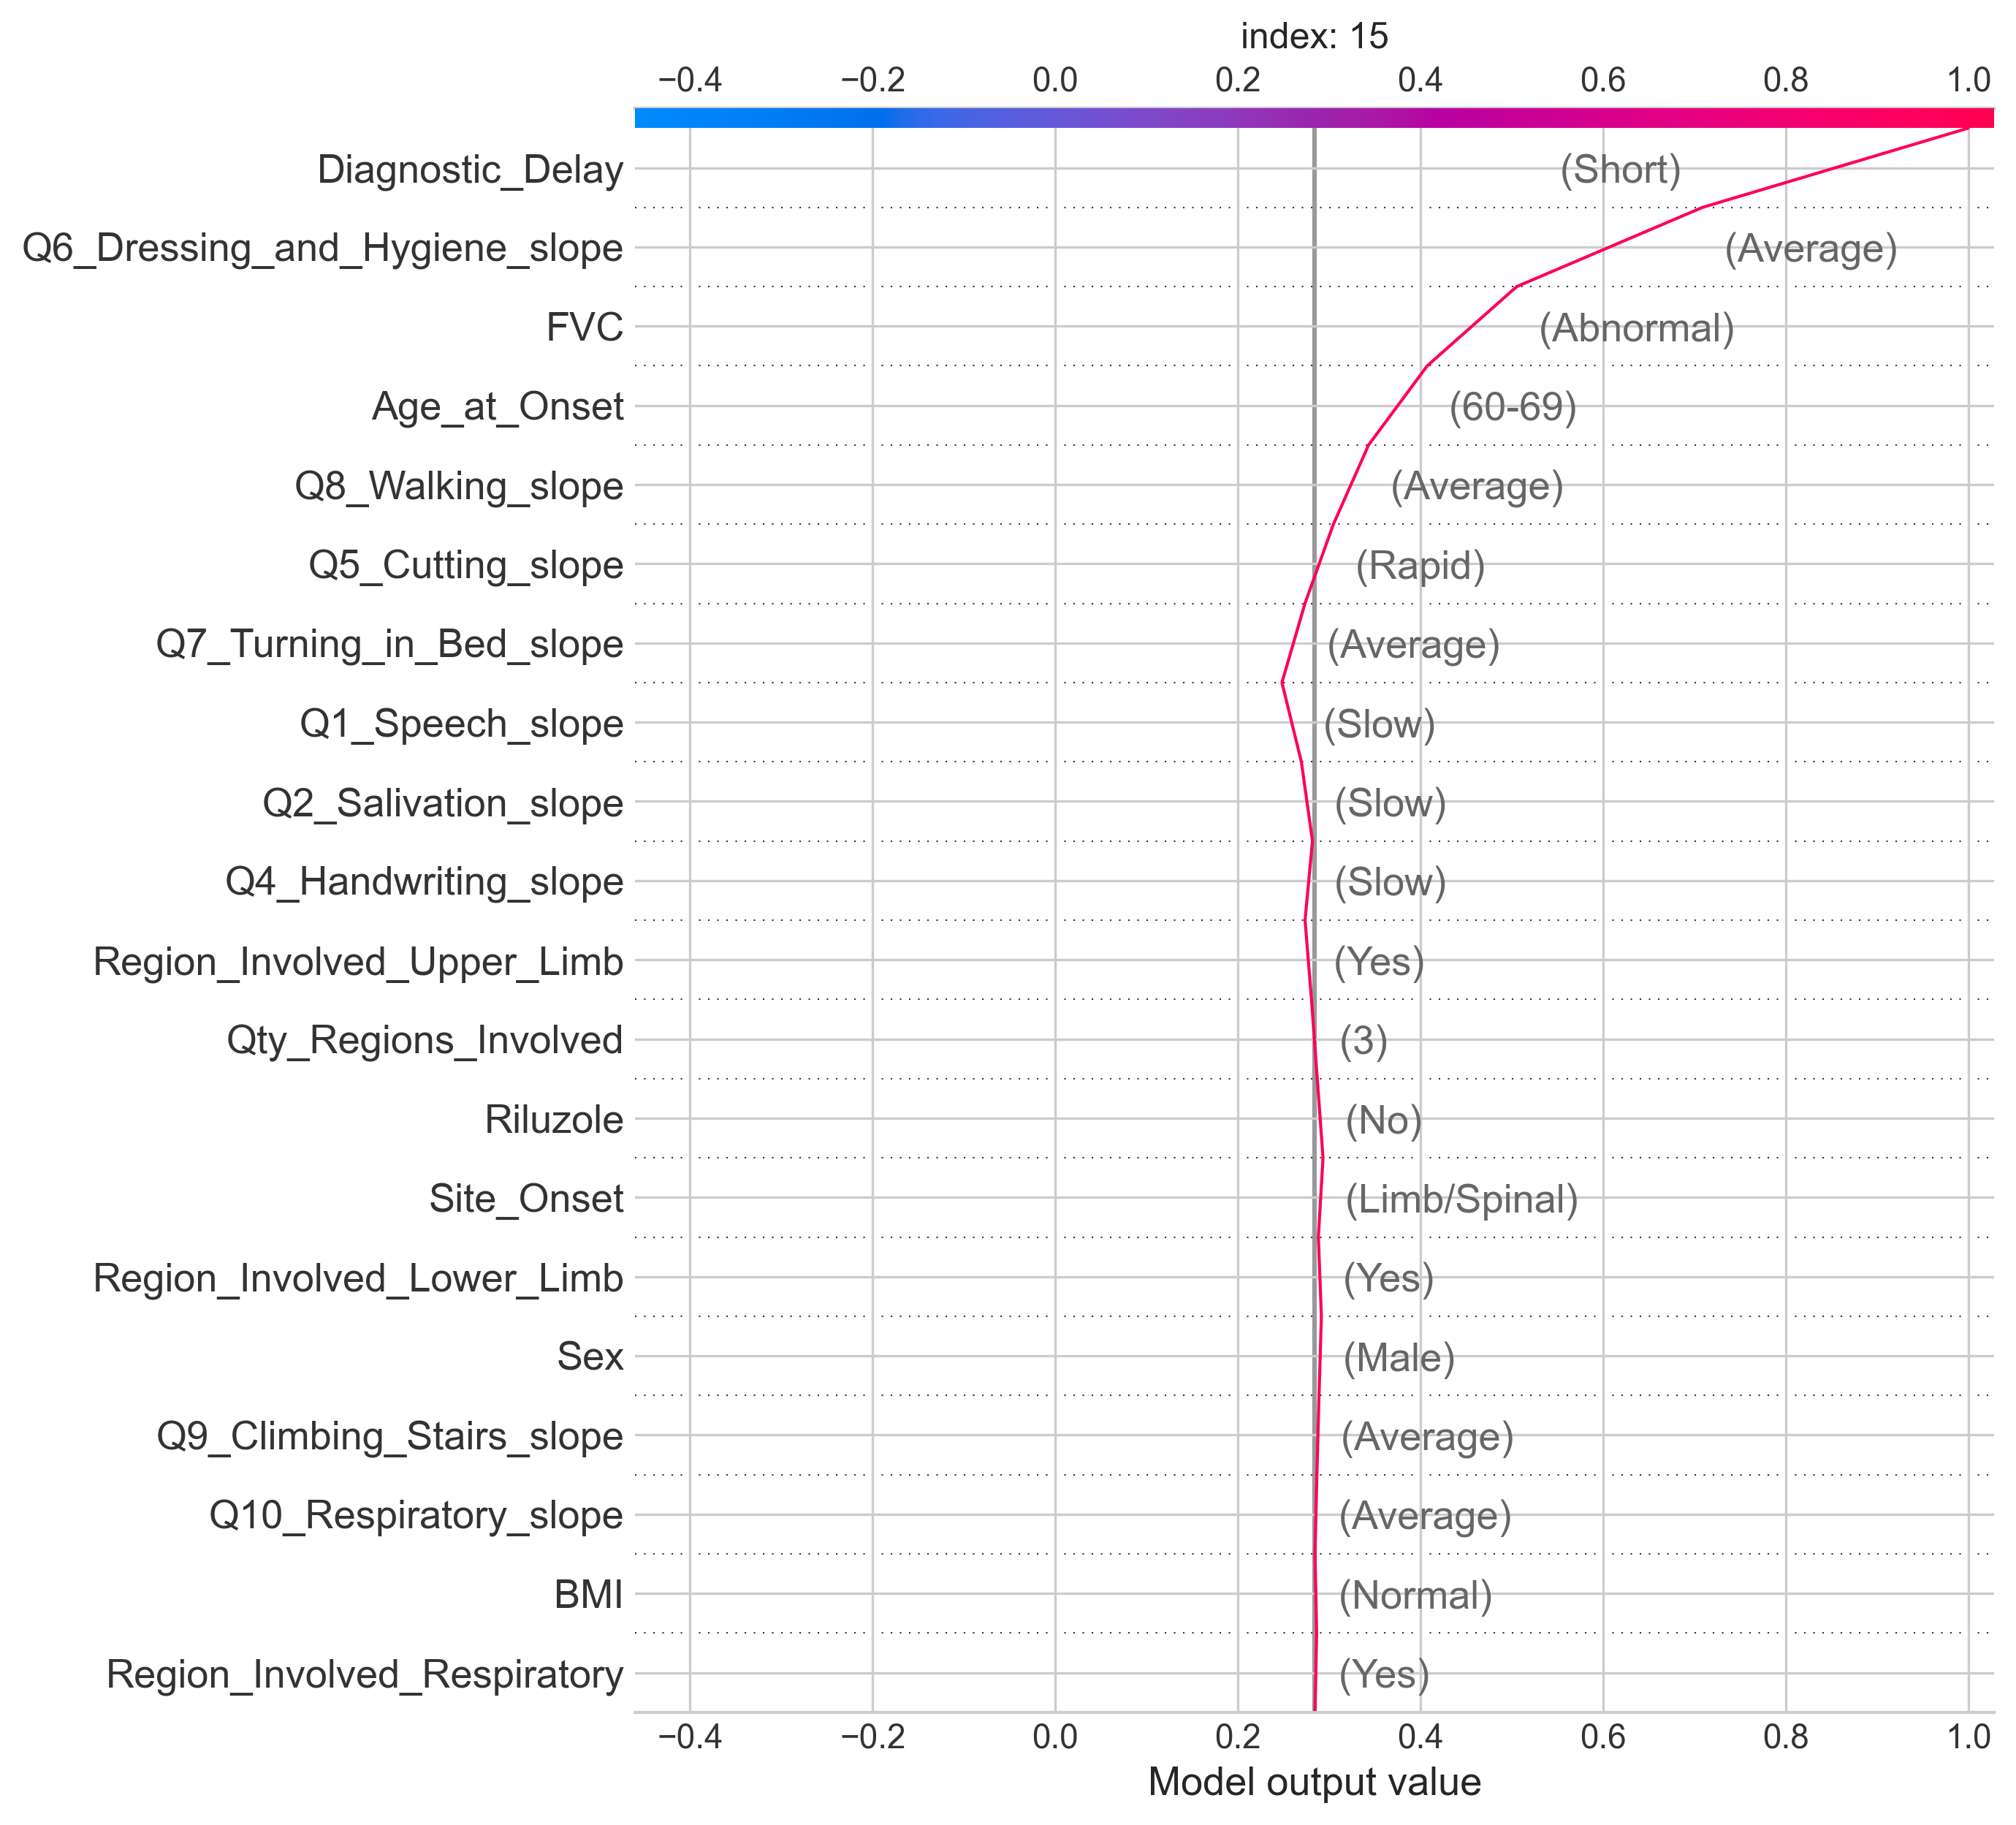 index: 15
−0.4 −0.2 0.0 0.2 0.4 0.6 0.8 1.0
Diagnostic_Delay (Short)
Q6_Dressing_and_Hygiene_slope (Average)
FVC (Abnormal)
Age_at_Onset (60-69)
Q8_Walking_slope (Average)
Q5_Cutting_slope (Rapid)
Q7_Turning_in_Bed_slope (Average)
Q1_Speech_slope (Slow)
Q2_Salivation_slope (Slow)
Q4_Handwriting_slope (Slow)
Region_Involved_Upper_Limb (Yes)
Qty_Regions_Involved (3)
Riluzole (No)
Site_Onset (Limb/Spinal)
Region_Involved_Lower_Limb (Yes)
Sex (Male)
Q9_Climbing_Stairs_slope (Average)
Q10_Respiratory_slope (Average)
BMI (Normal)
Region_Involved_Respiratory (Yes)
−0.4 −0.2 0.0 0.2 0.4 0.6 0.8 1.0
Model output value